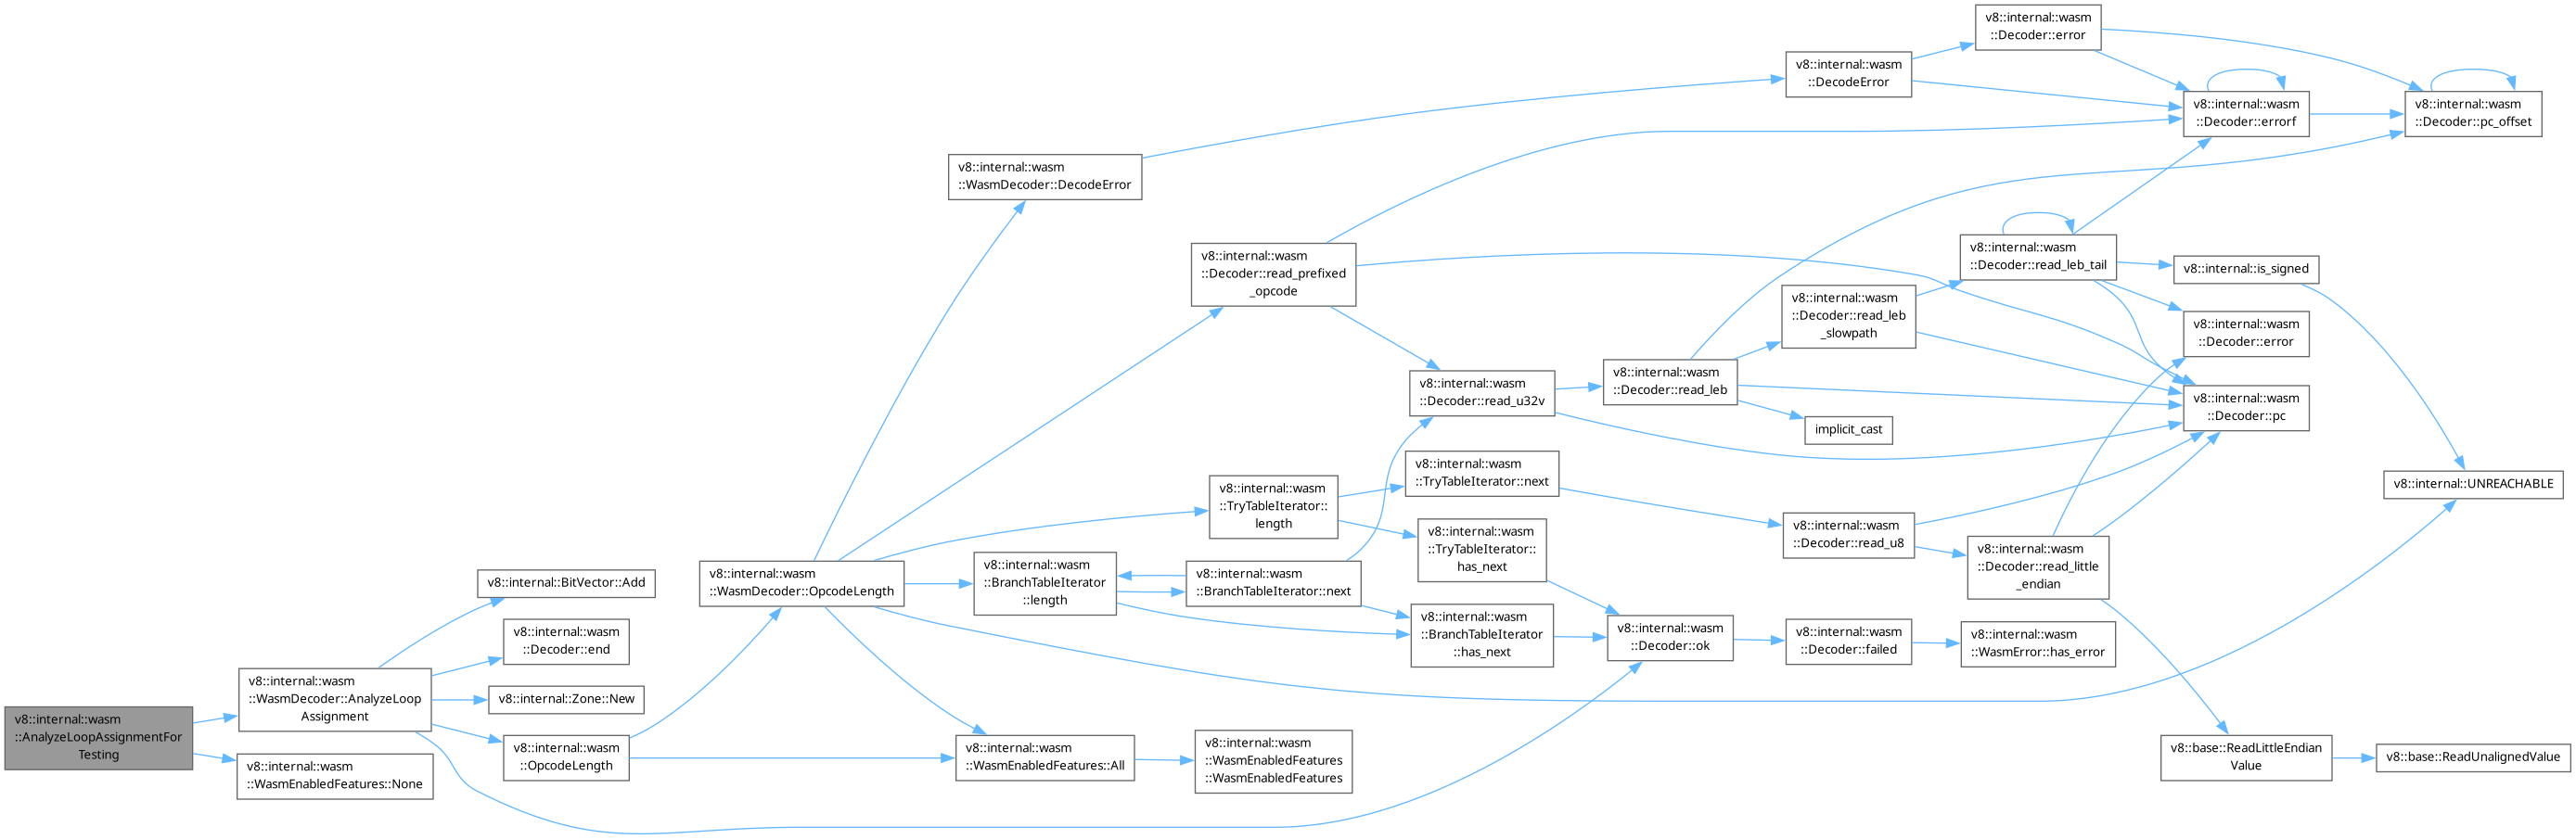 v8::internal::wasm
::AnalyzeLoopAssignmentFor
Testing
v8::internal::wasm
::WasmDecoder::AnalyzeLoop
Assignment
v8::internal::wasm
::WasmEnabledFeatures::None
v8::internal::BitVector::Add
v8::internal::wasm
::Decoder::end
v8::internal::Zone::New
v8::internal::wasm
::OpcodeLength
v8::internal::wasm
::WasmDecoder::OpcodeLength
v8::internal::wasm
::WasmDecoder::DecodeError
v8::internal::wasm
::BranchTableIterator
::length
v8::internal::wasm
::WasmEnabledFeatures::All
v8::internal::wasm
::Decoder::read_prefixed
_opcode
v8::internal::wasm
::TryTableIterator::
length
v8::internal::wasm
::BranchTableIterator::next
v8::internal::wasm
::WasmEnabledFeatures
::WasmEnabledFeatures
v8::internal::wasm
::Decoder::read_u32v
v8::internal::wasm
::TryTableIterator::next
v8::internal::wasm
::TryTableIterator::
has_next
v8::internal::wasm
::BranchTableIterator
::has_next
v8::internal::wasm
::Decoder::read_leb
v8::internal::wasm
::Decoder::ok
v8::internal::wasm
::DecodeError
v8::internal::wasm
::Decoder::read_leb
_slowpath
implicit_cast
v8::internal::wasm
::Decoder::read_u8
v8::internal::wasm
::Decoder::failed
v8::internal::wasm
::Decoder::error
v8::internal::wasm
::Decoder::read_leb_tail
v8::internal::wasm
::Decoder::read_little
_endian
v8::internal::wasm
::WasmError::has_error
v8::internal::wasm
::Decoder::errorf
v8::internal::is_signed
v8::internal::wasm
::Decoder::error
v8::internal::wasm
::Decoder::pc
v8::base::ReadLittleEndian
Value
v8::internal::wasm
::Decoder::pc_offset
v8::internal::UNREACHABLE
v8::base::ReadUnalignedValue